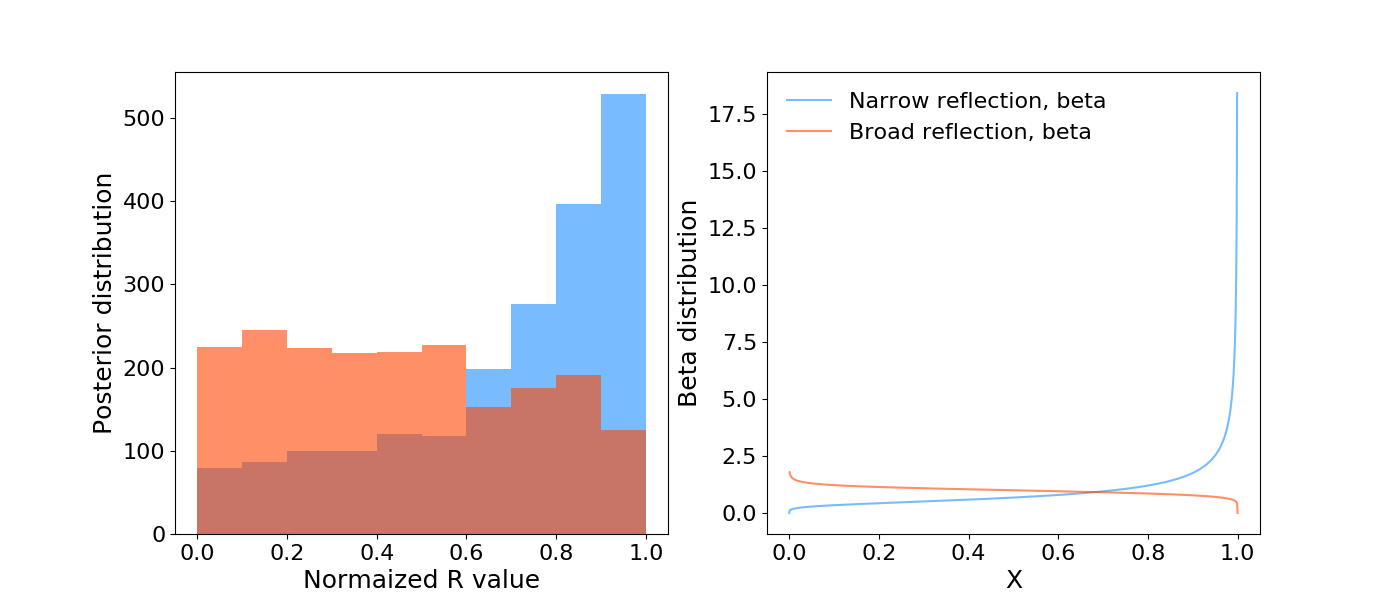 500
400
300
200
100
0
0.0 0.2 0.4 0.6 0.8 1.0
Normaized R value
Posterior distribution
Narrow reflection, beta
Broad reflection, beta
17.5
15.0
12.5
10.0
7.5
5.0
2.5
0.0
0.0 0.2 0.4 0.6 0.8 1.0
X
Beta distribution